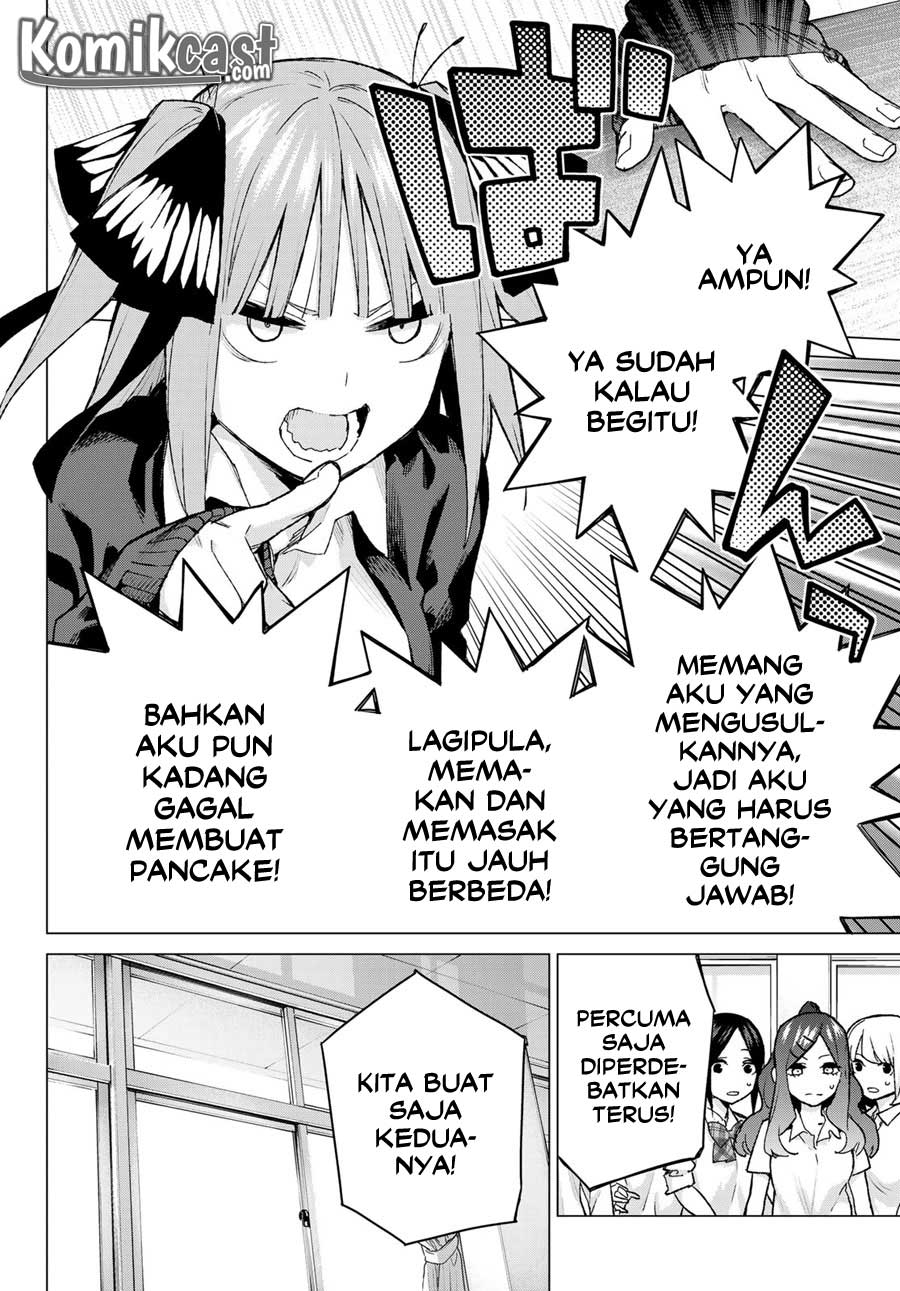 Komikcast
.com
ばん
YA
AMPUN!
YA SUDAH
KALAU
BEGITU!
MEMANG
AKU YANG
MENGUSUL-
KANNYA,
JADI AKU
YANG HARUS
BERTANG-
GUNG
JAWAB!
LAGIPULA,
MEMA-
KAN DAN
MEMASAK
ITU JAUH
BERBEDA!
BAHKAN
AKU PUN
KADANG
GAGAL
MEMBUAT
PANCAKE!
PERCUMA
SAJA
DIPERDE-
BATKAN
TERUS!
KITA BUAT
SAJA
KEDUA-
NYA!